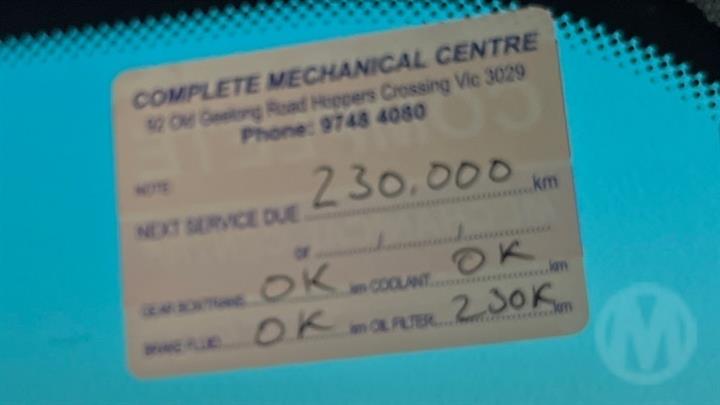 COMPLETE MECHANICAL CENTRE
92 Old Geelong Road Hoppers Crossing Vic 3029
Phone: 9748 4080
NOTE
NEXT SERVICE DUE 230,000 km
or ........../........../..........
GEAR BOX/TRANS. OK km COOLANT OK km
BRAKE FLUID OK km OIL FILTER 230K km
M